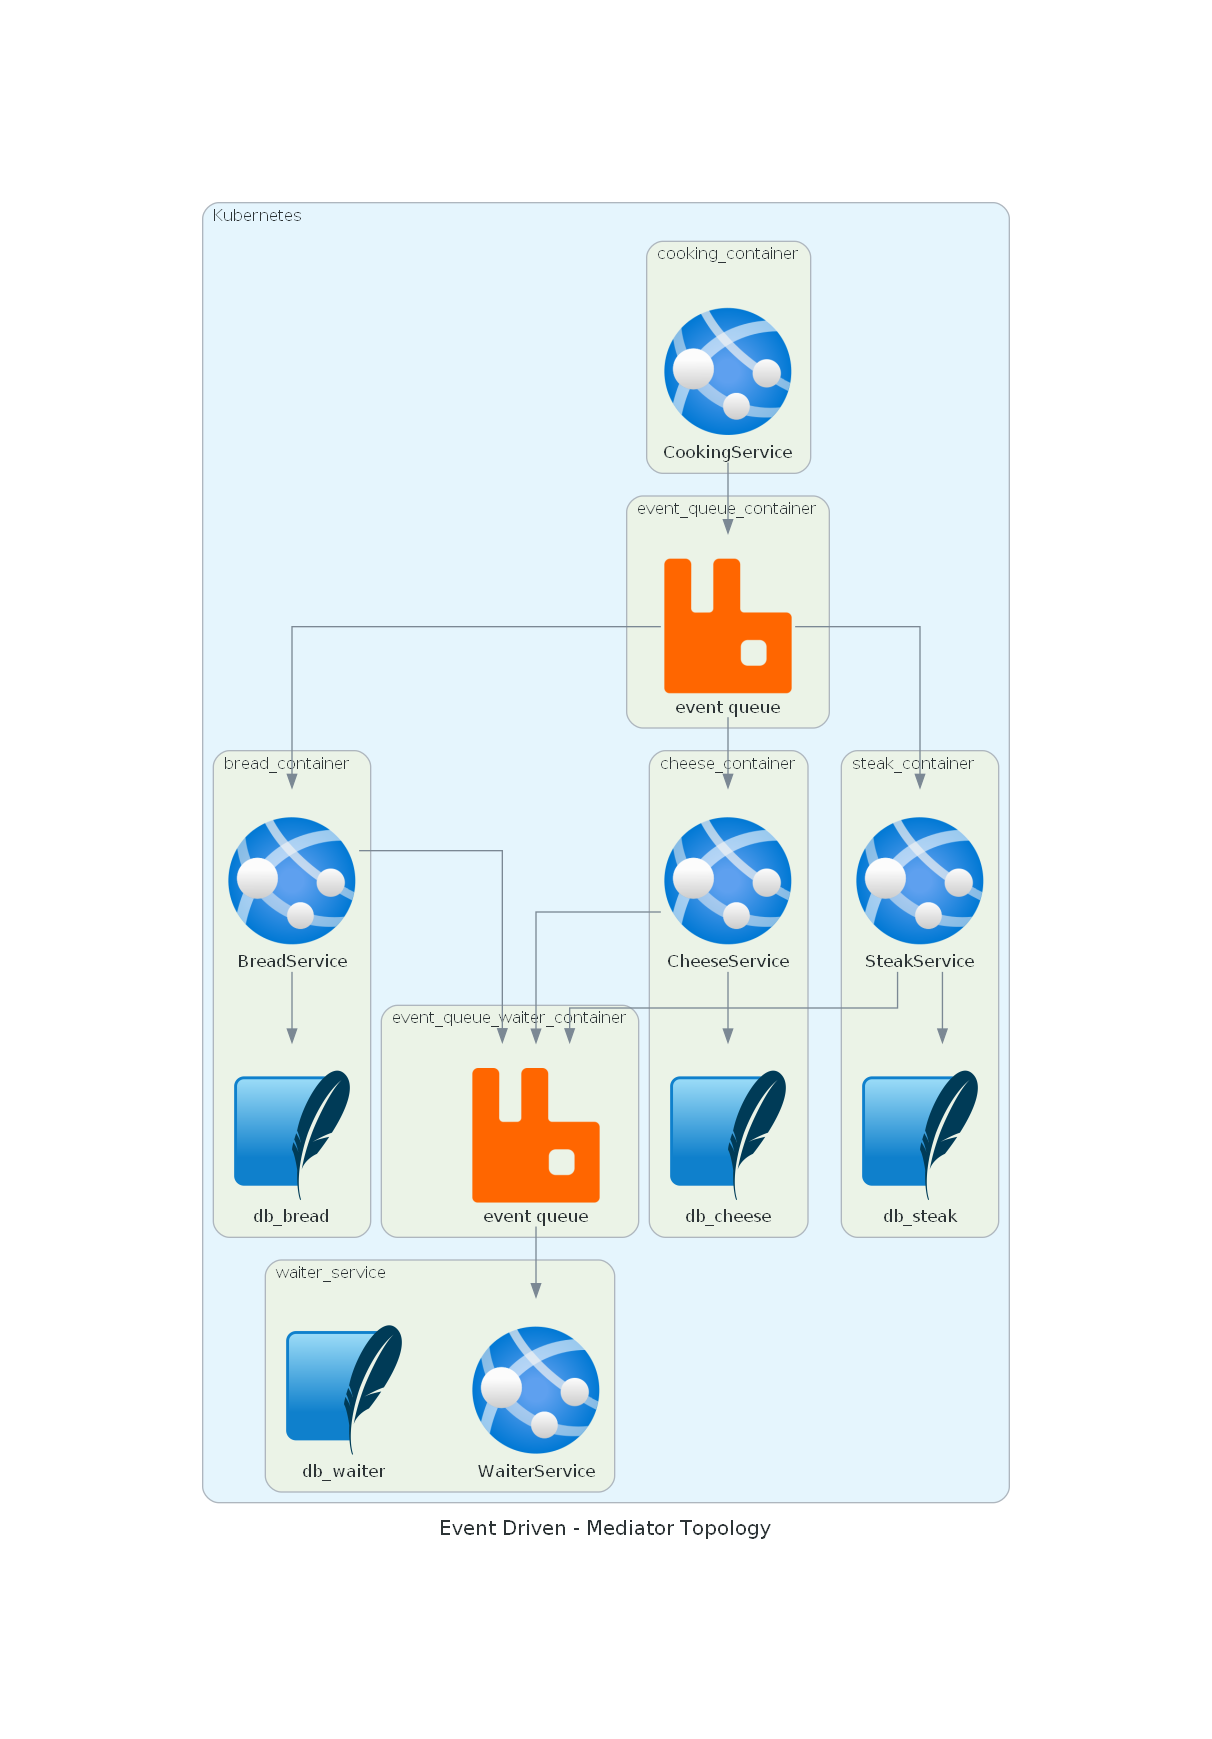 Kubernetes
cooking_container
CookingService
event_queue_container
event queue
bread_container
cheese_container
steak_container
BreadService
CheeseService
SteakService
event_queue_waiter_container
db_bread
event queue
db_cheese
db_steak
waiter_service
db_waiter
WaiterService
Event Driven - Mediator Topology